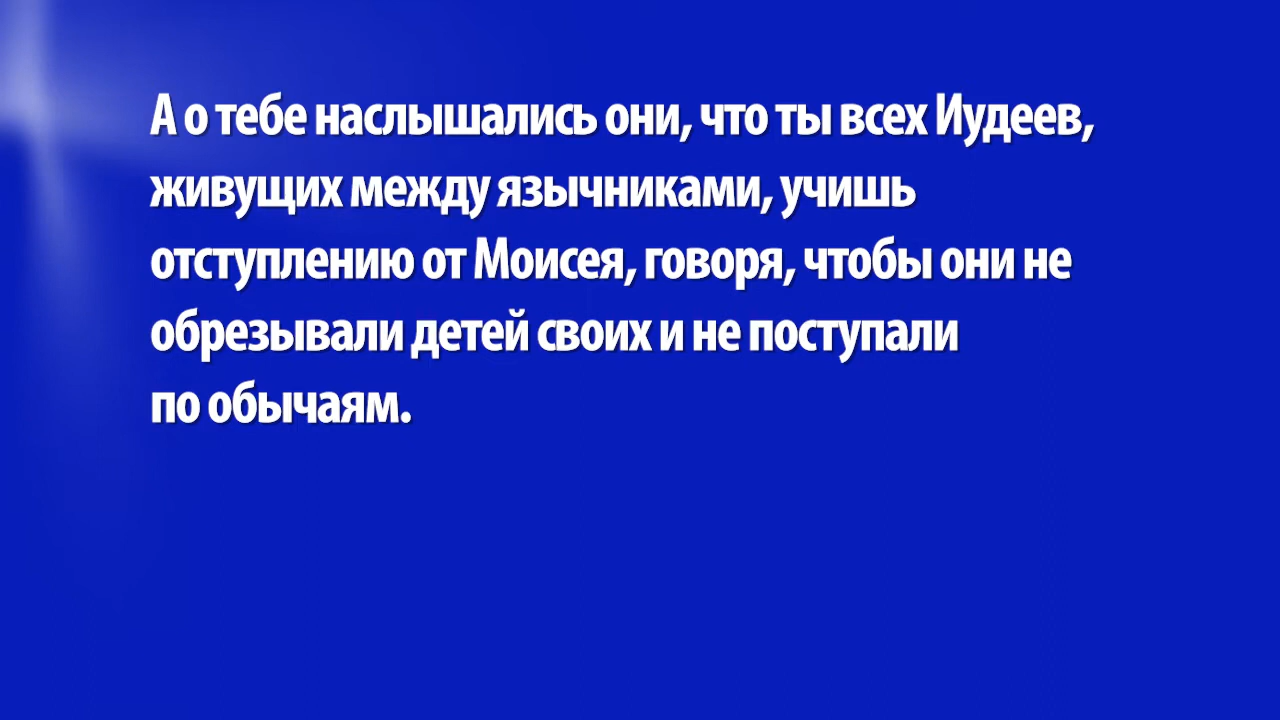 А о тебе наслышались они, что ты всех Иудеев,
живущих между язычниками, учишь
отступлению от Моисея, говоря, чтобы они не
обрезывали детей своих и не поступали
по обычаям.